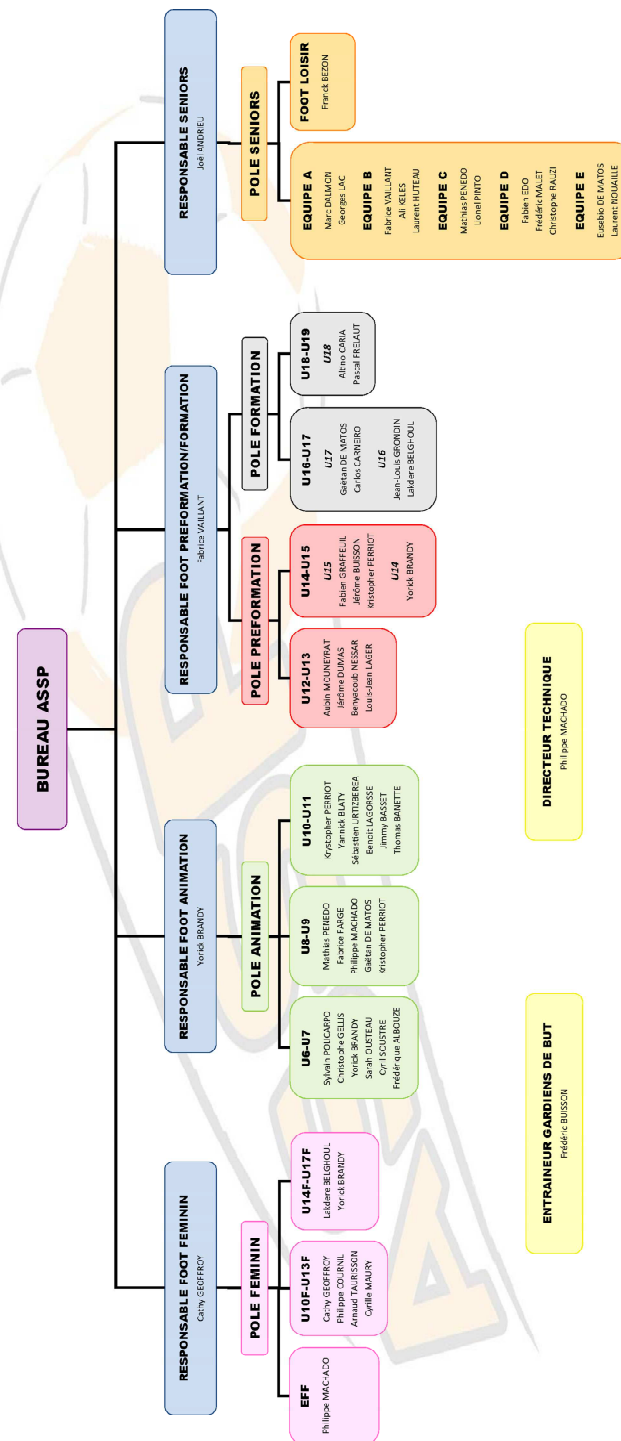 BUREAU ASSP
RESPONSABLE FOOT FEMININ
Cathy GEOFFROY
RESPONSABLE FOOT ANIMATION
Yorick BRANDY
RESPONSABLE FOOT PREFORMATION/FORMATION
Fabrice VAILLANT
RESPONSABLE SENIORS
Joël ANDRIEU
POLE FEMININ
POLE ANIMATION
POLE PREFORMATION
POLE FORMATION
POLE SENIORS
EFF
Philippe MACHADO
U10F-U13F
Cathy GEOFFROY
Philippe COURNIL
Arnaud TAURISSON
Cyrille MAURY
U14F-U17F
Lakdere BELGHOUL
Yorick BRANDY
U6-U7
Sylvain POLICARPO
Christophe GELLIS
Yorick BRANDY
Sarah OUSTEAU
Cyril SOUSTRE
Frédérique ALBOUZE
U8-U9
Mathias PENEDO
Fabrice FARGE
Philippe MACHADO
Gaëtan DE MATOS
Kristopher PERRIOT
U10-U11
Krystopher PERRIOT
Yannick BLATY
Sébastien URTIZBEREA
Benoit LAGORSSE
Jimmy BASSET
Thomas BANETTE
U12-U13
Aubin MOUNEYRAT
Jérôme DUMAS
Benyacoub NESSAR
Louis-Jean LAGER
U14-U15
U15
Fabien GRAFFEUIL
Jérôme BUISSON
Kristopher PERRIOT
U14
Yorick BRANDY
U16-U17
U17
Gaëtan DE MATOS
Carlos CARNEIRO
U16
Jean-Louis GRONDIN
Lakdere BELGHOUL
U18-U19
U18
Albino CARIA
Pascal FRELAUT
EQUIPE A
Marc DALMON
Georges LAC
EQUIPE B
Fabrice VAILLANT
Ali KELES
Laurent HUTEAU
EQUIPE C
Mathias PENEDO
Lionel PINTO
EQUIPE D
Fabien EDO
Frédéric MALET
Christophe RAUZI
EQUIPE E
Eusebio DE MATOS
Laurent NOUAILLE
FOOT LOISIR
Franck BEZON
ENTRAINEUR GARDIENS DE BUT
Frédéric BUISSON
DIRECTEUR TECHNIQUE
Philippe MACHADO